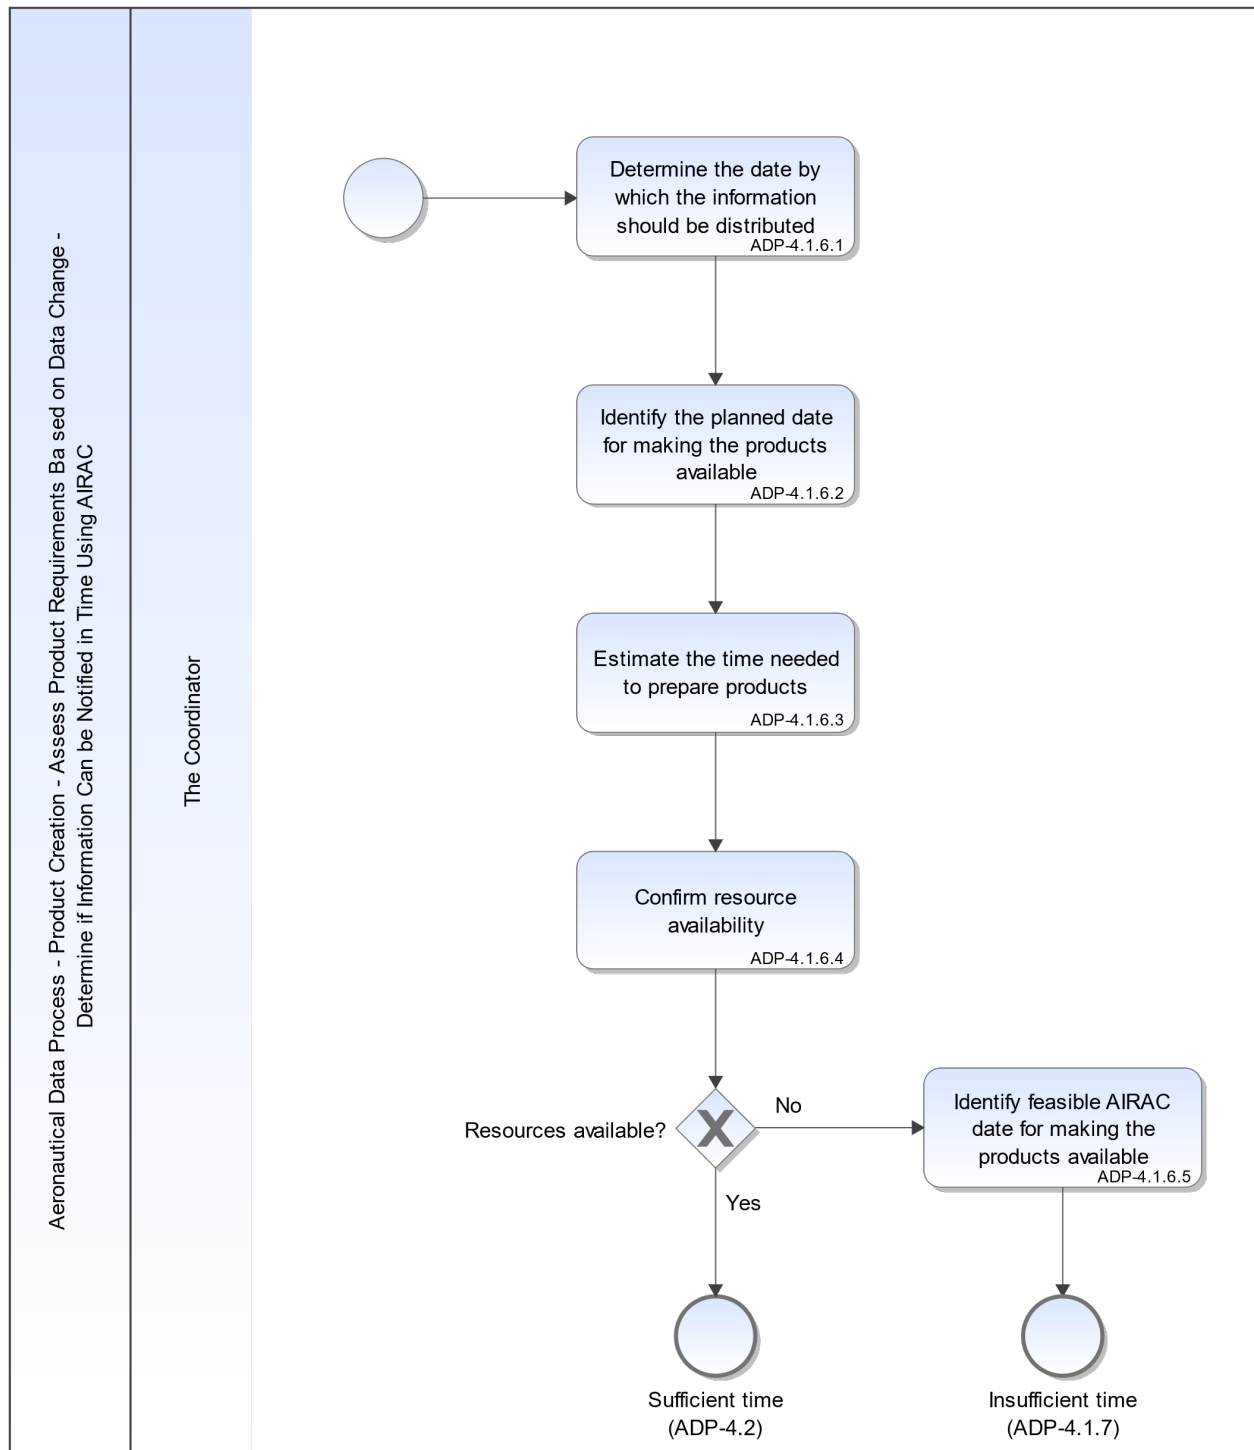 Aeronautical Data Process - Product Creation - Assess Product Requirements Ba sed on Data Change -
Determine if Information Can be Notified in Time Using AIRAC
The Coordinator
Determine the date by
which the information
should be distributed
ADP-4.1.6.1
Identify the planned date
for making the products
available
ADP-4.1.6.2
Estimate the time needed
to prepare products
ADP-4.1.6.3
Confirm resource
availability
ADP-4.1.6.4
Resources available?
No
Identify feasible AIRAC
date for making the
products available
ADP-4.1.6.5
Yes
Sufficient time
(ADP-4.2)
Insufficient time
(ADP-4.1.7)